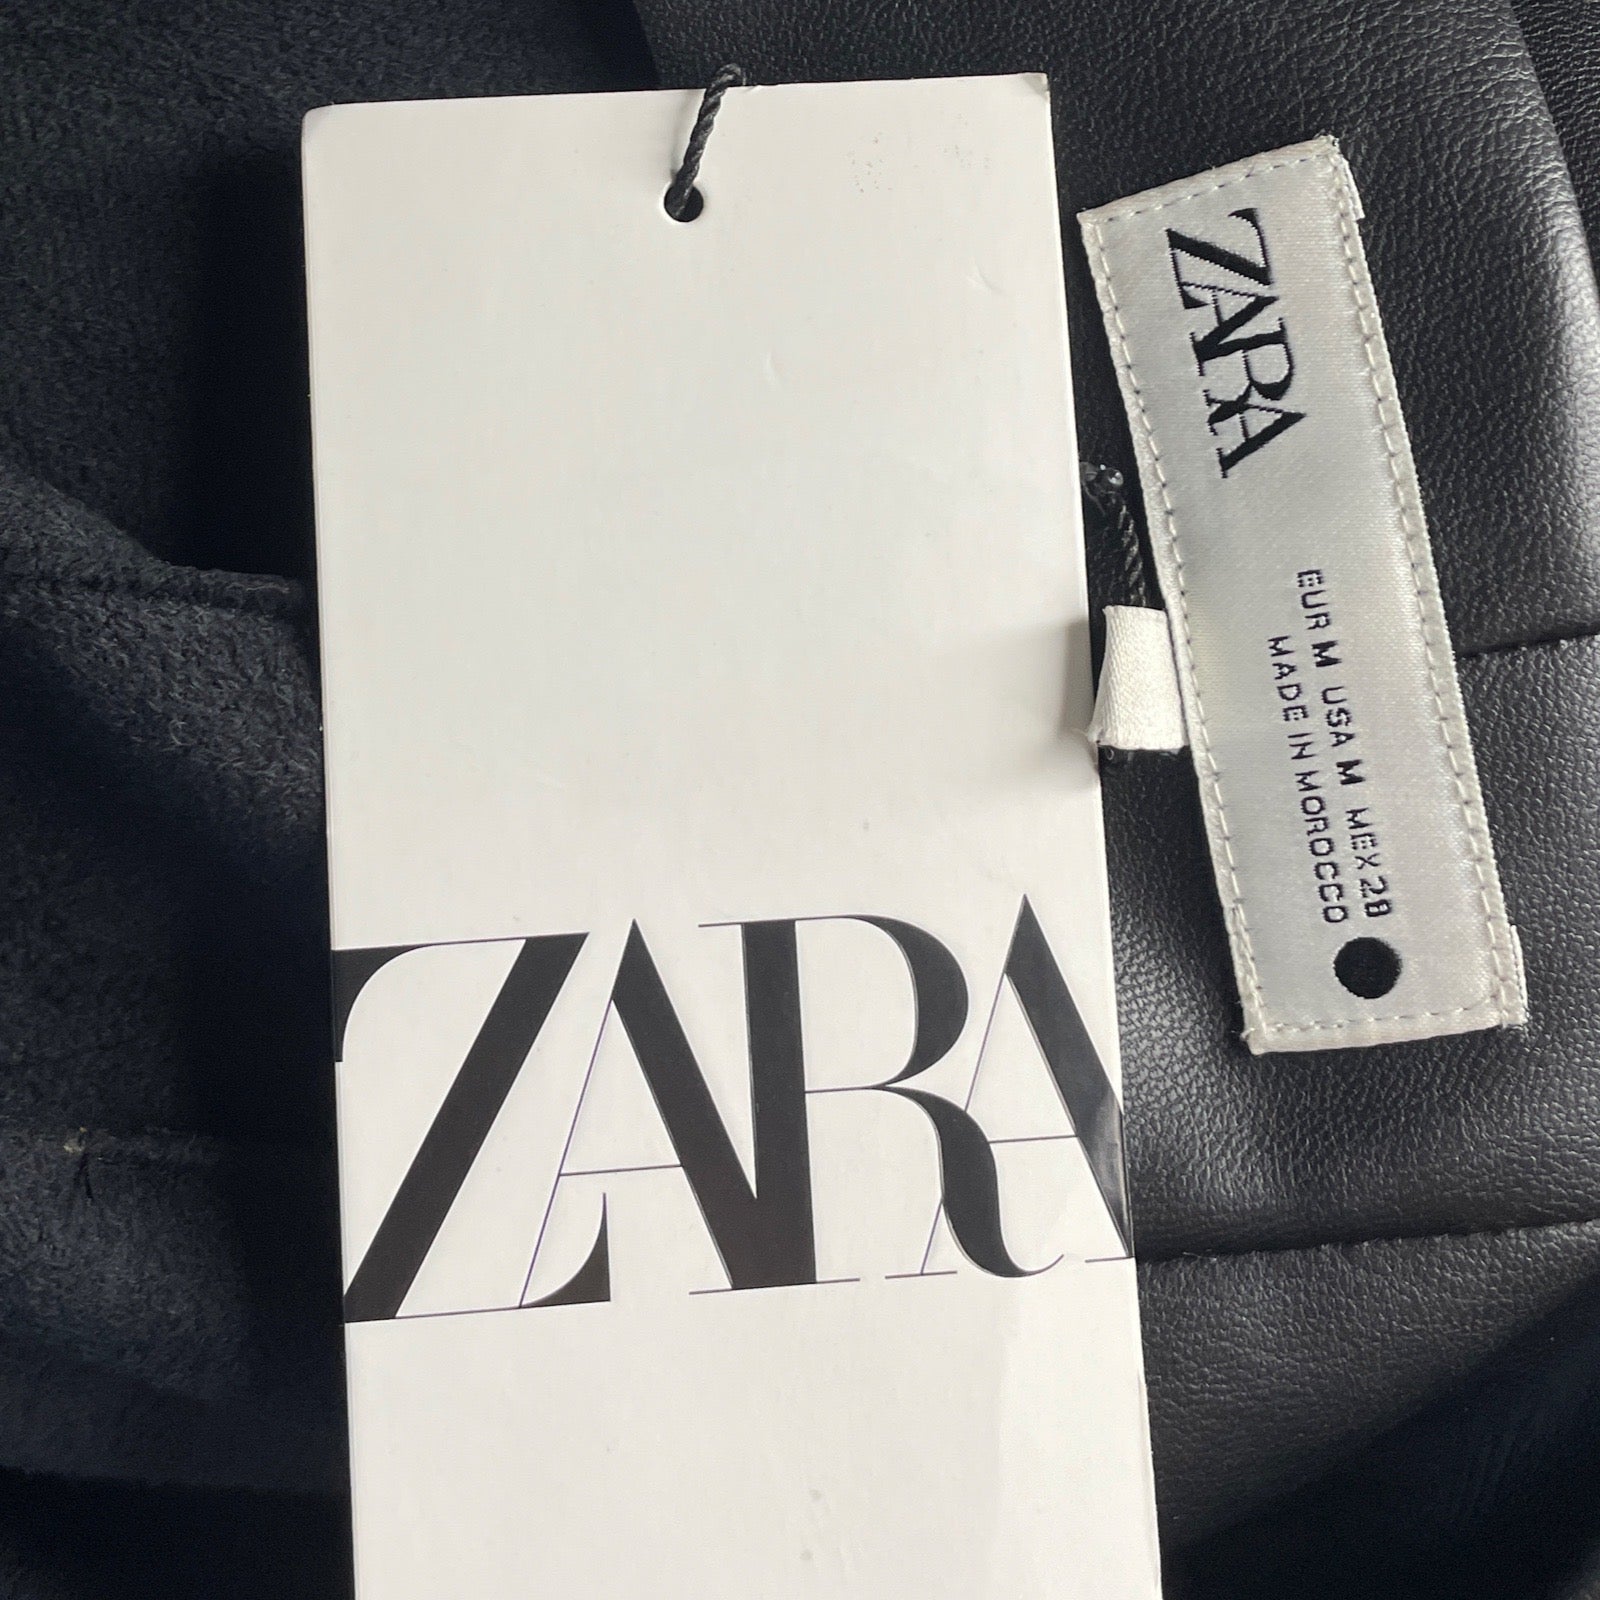 ZARA
ZARA
EUR M USA M MEX 28
MADE IN MOROCCO